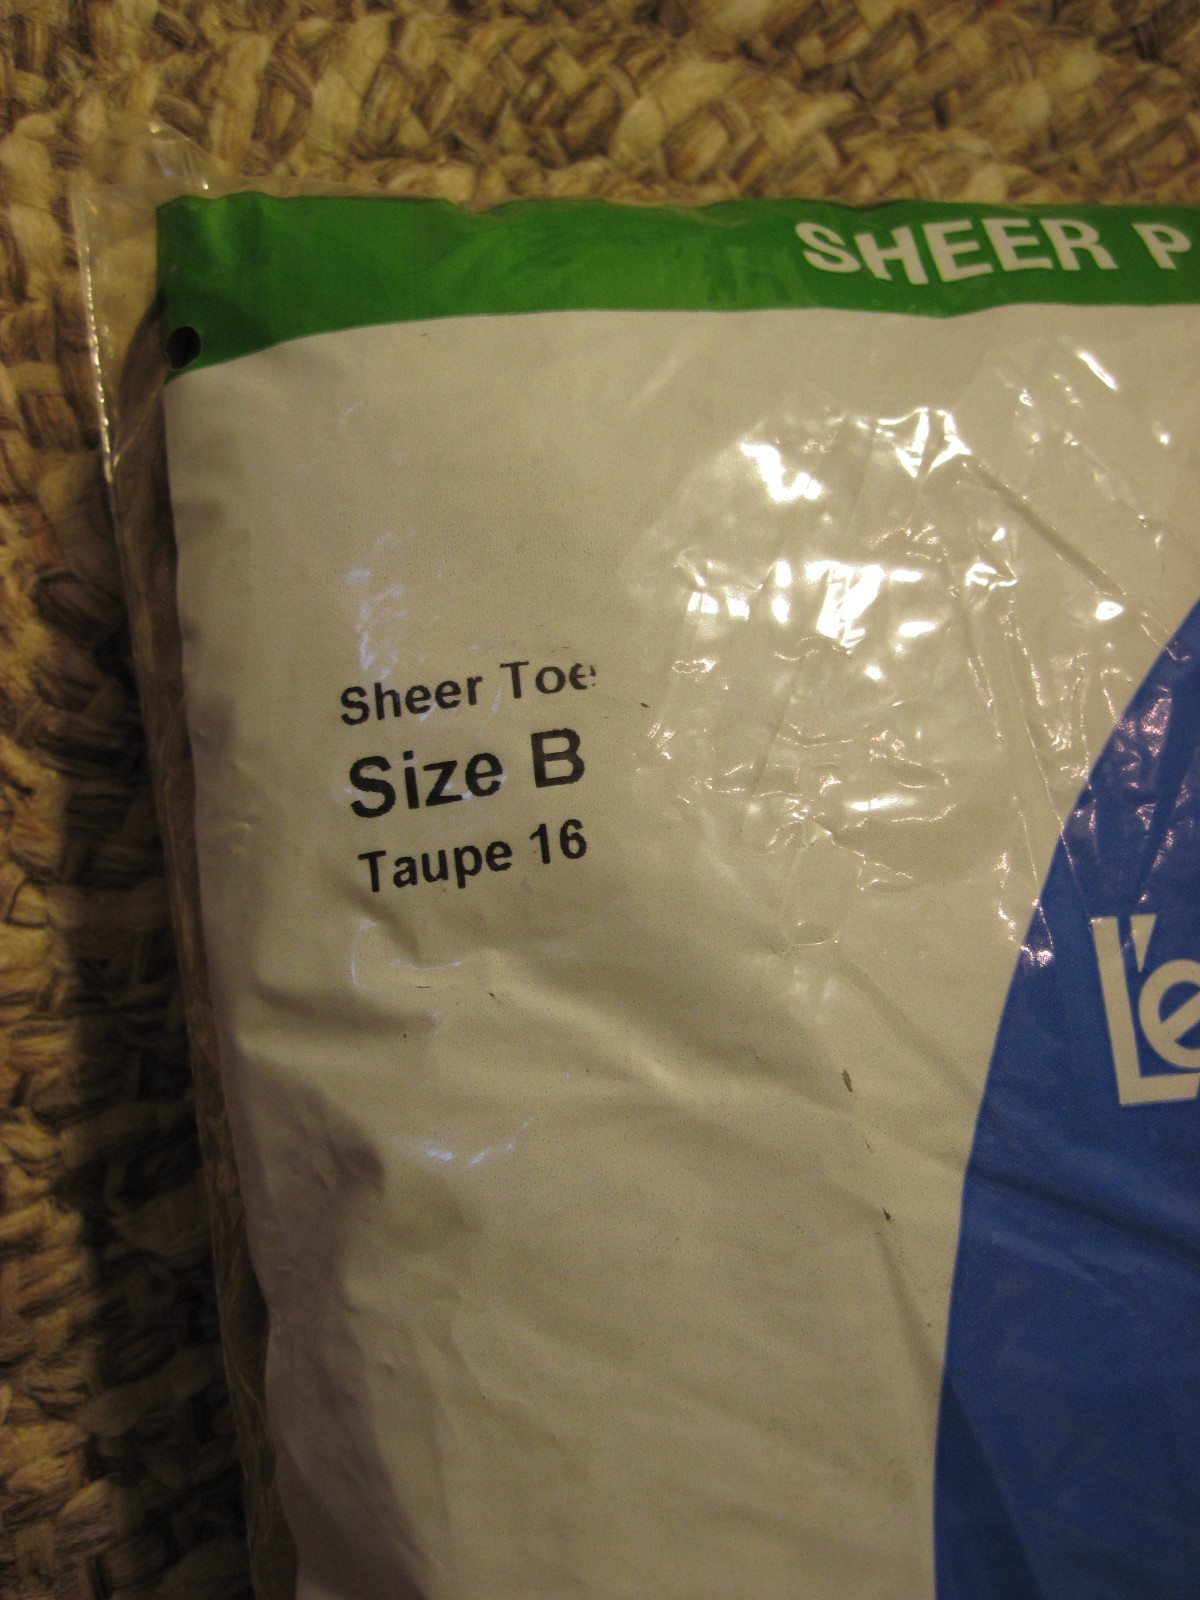 SHEER P
Sheer Toe
Size B
Taupe 16
L'e